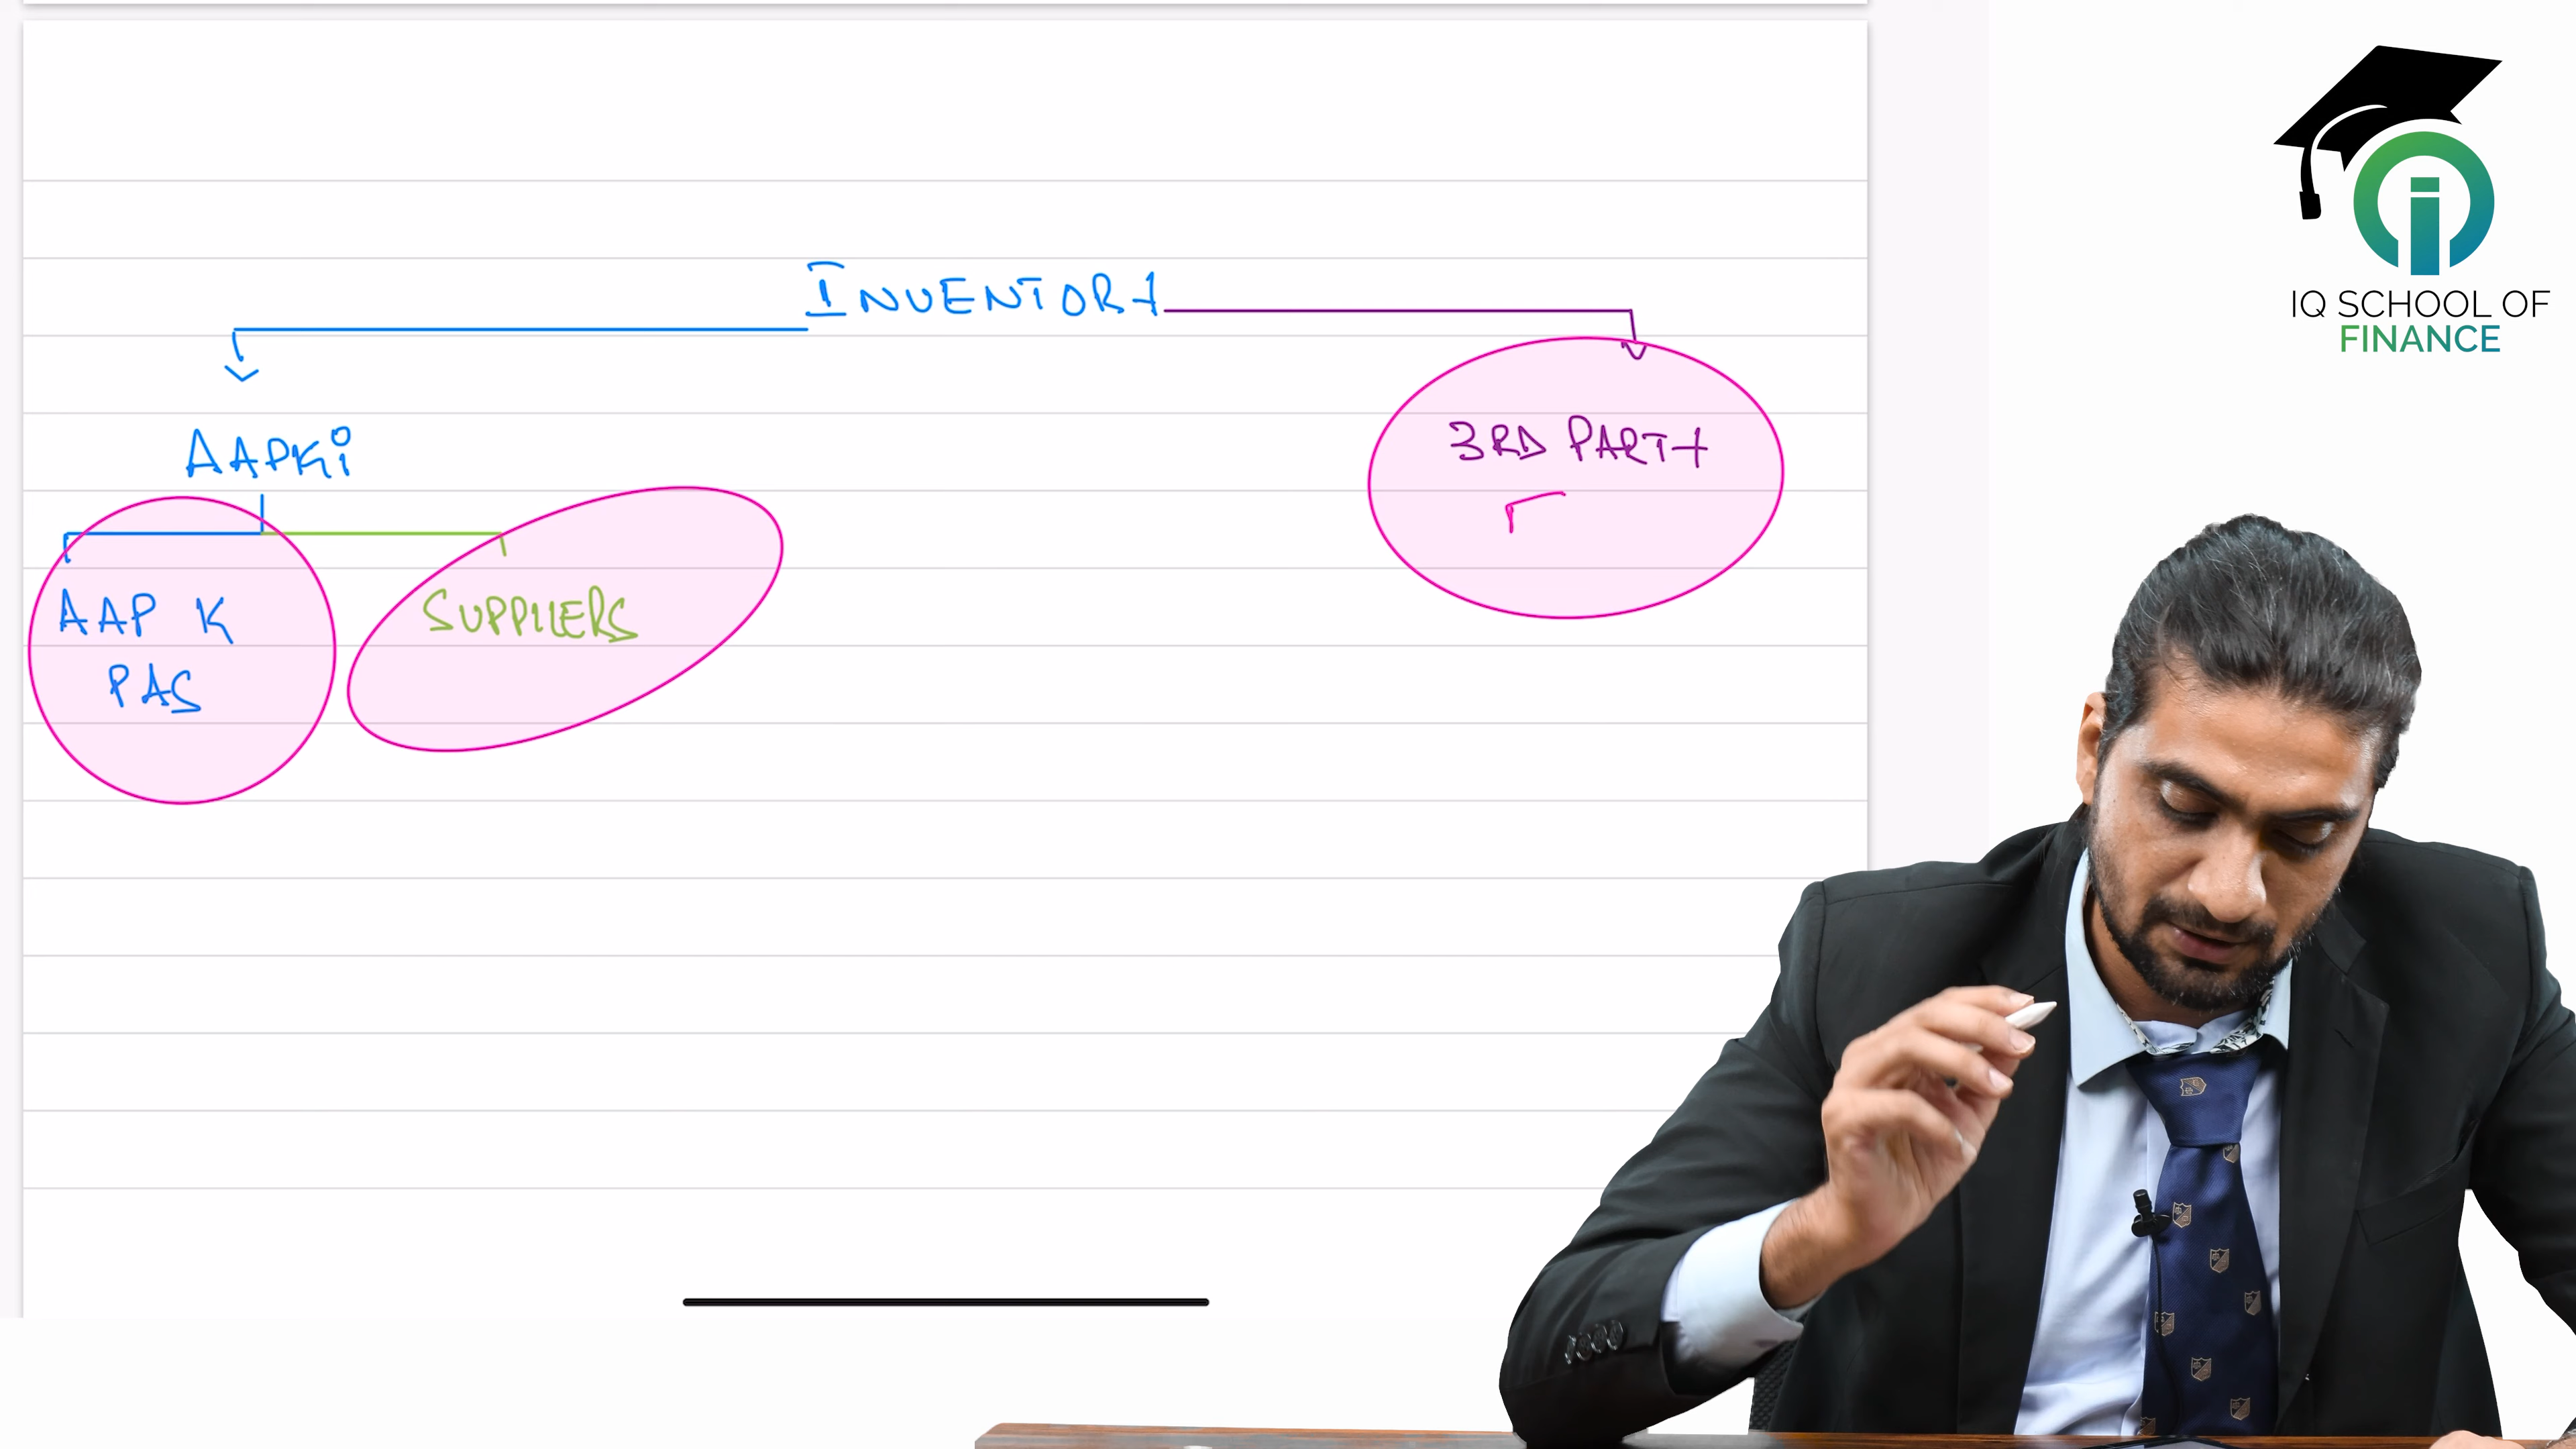 INVENTORY
AAPKi
3RD PARTY
AAP K
PAS
SUPPLIERS
IQ SCHOOL OF
FINANCE